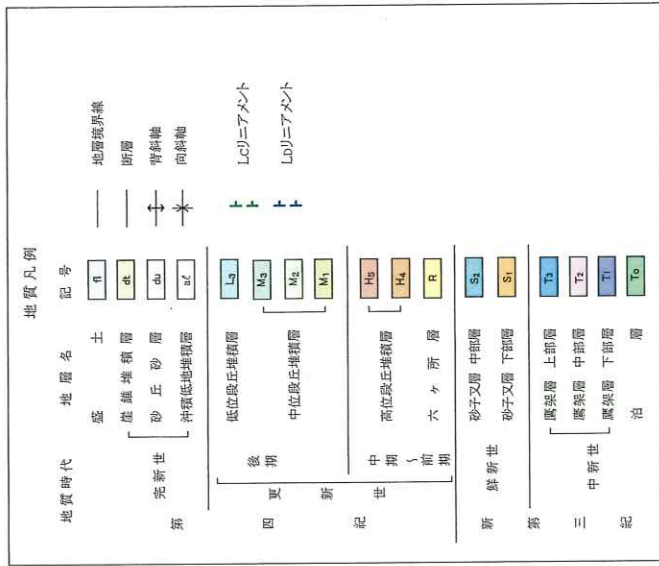 地質凡例
地質時代 地層名 記号
第四紀
完新世
盛土 fl
崖錐堆積層 dt
砂丘砂層 du
沖積低地堆積層 aℓ
更新世
後期
低位段丘堆積層 L3
中位段丘堆積層 M3
M2
M1
中期~前期
高位段丘堆積層 H5
H4
六ヶ所層 R
新第三紀
鮮新世
砂子又層 中部層 S2
砂子又層 下部層 S1
中新世
鷹架層 上部層 T3
鷹架層 中部層 T2
鷹架層 下部層 T1
泊層 To
地層境界線
断層
背斜軸
向斜軸
LCリニアメント
LDリニアメント